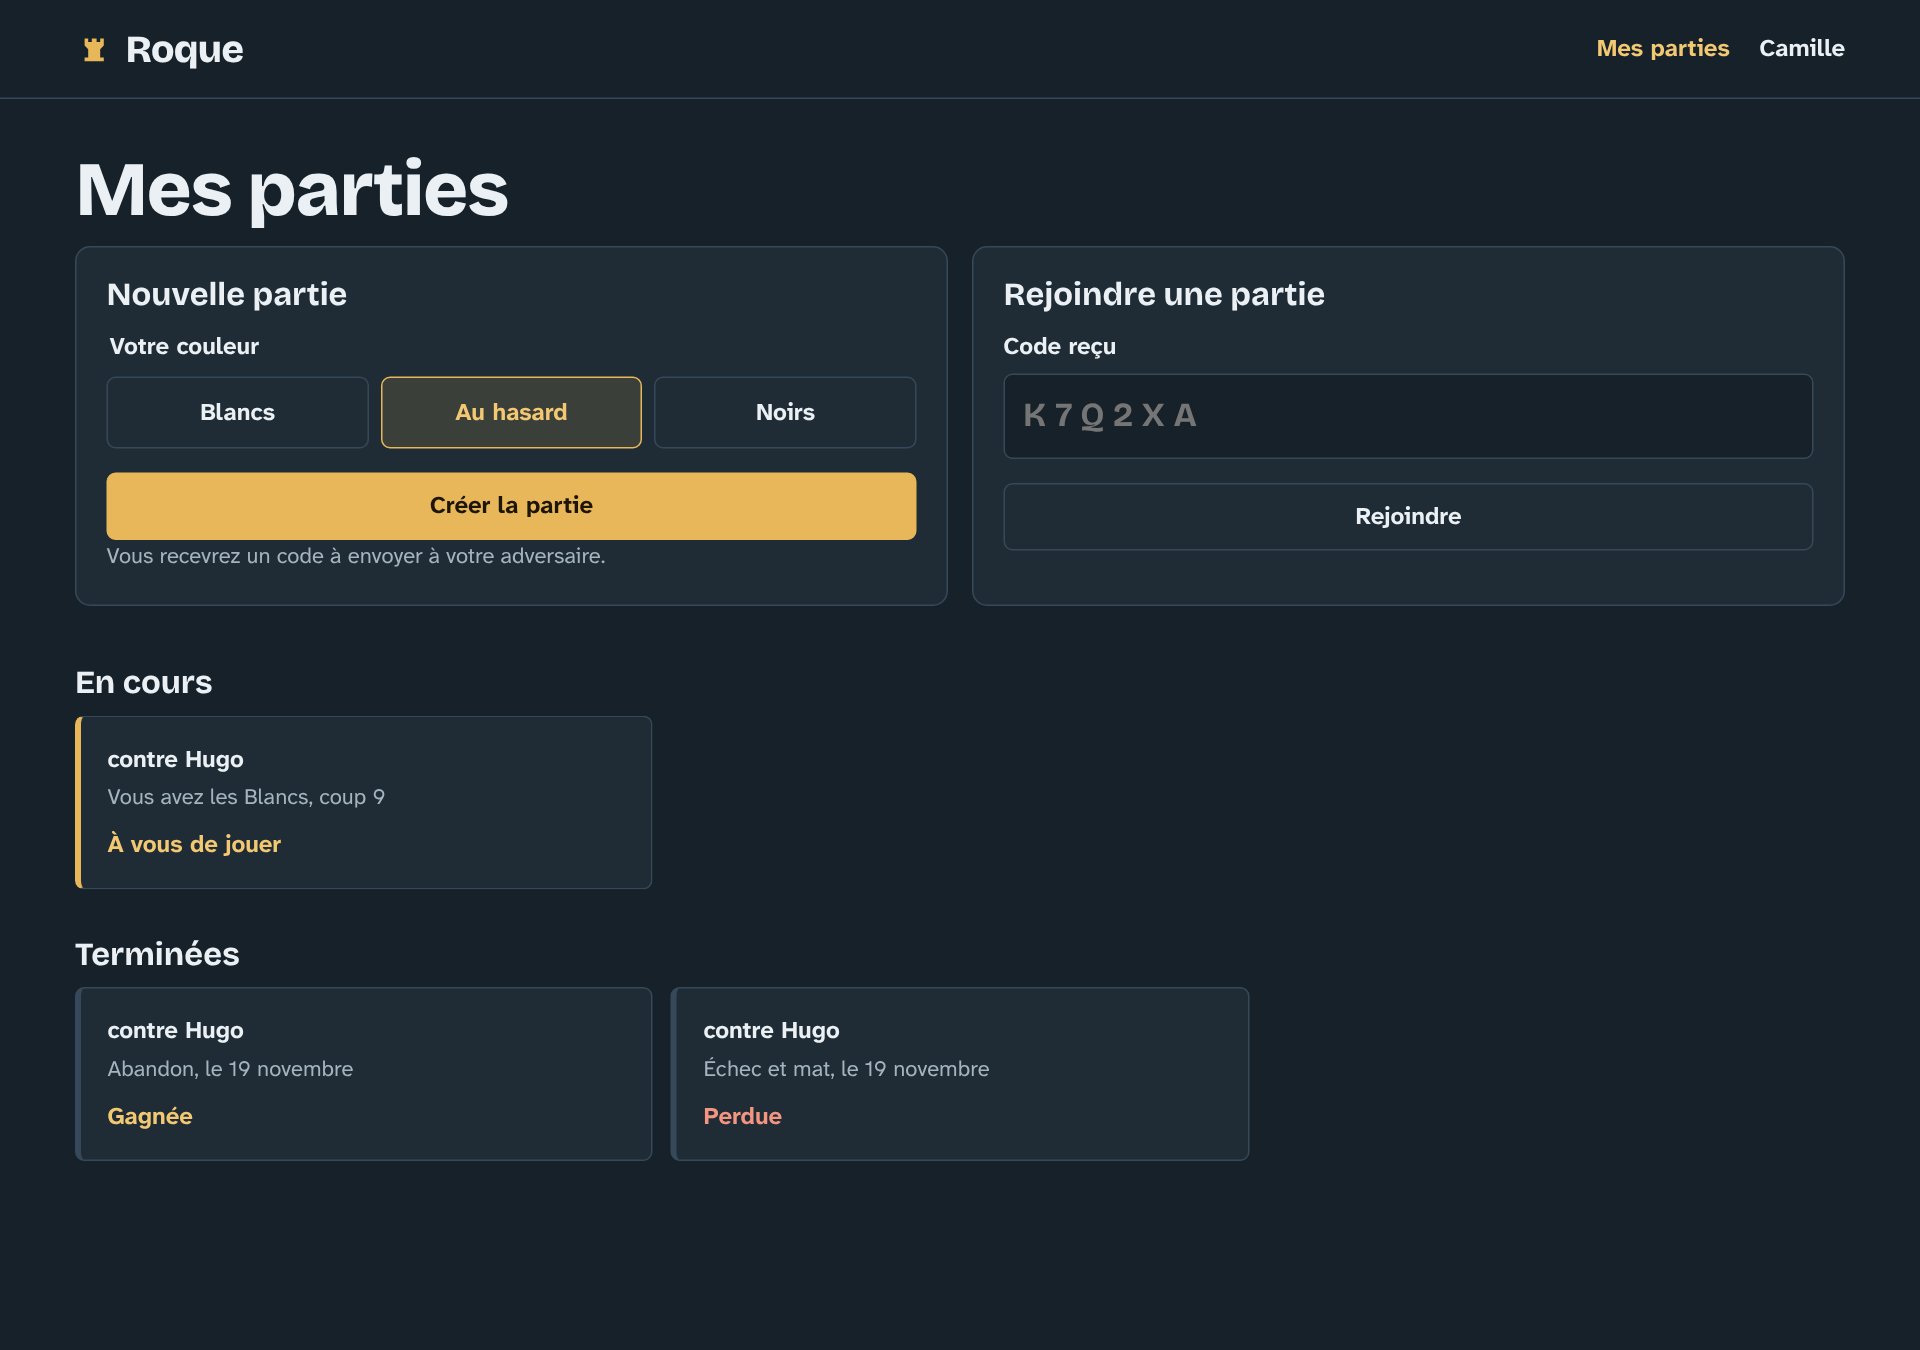 Roque
Mes parties
Camille
Mes parties
Nouvelle partie
Votre couleur
Blancs
Au hasard
Noirs
Créer la partie
Vous recevrez un code à envoyer à votre adversaire.
Rejoindre une partie
Code reçu
K7Q2XA
Rejoindre
En cours
contre Hugo
Vous avez les Blancs, coup 9
À vous de jouer
Terminées
contre Hugo
Abandon, le 19 novembre
Gagnée
contre Hugo
Échec et mat, le 19 novembre
Perdue